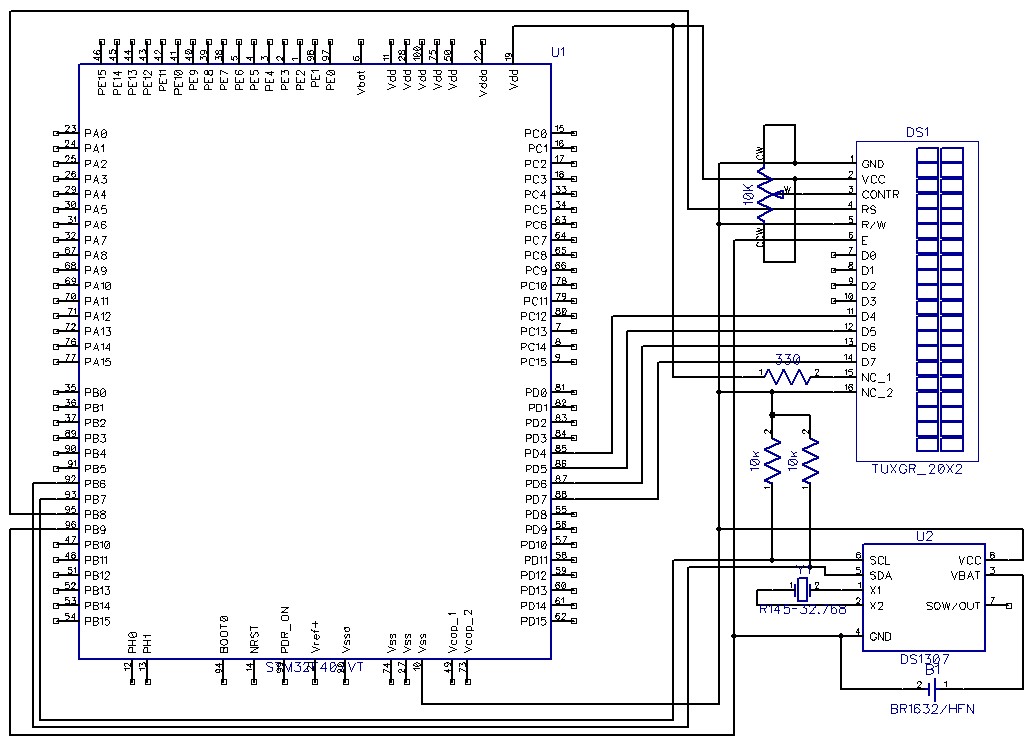 U1
46 45 44 43 42 41 40 39 38 5 4 3 2 1 98 97 6 11 28 100 75 50 22 19
PE15 PE14 PE13 PE12 PE11 PE10 PE9 PE8 PE7 PE6 PE5 PE4 PE3 PE2 PE1 PE0 Vbat Vdd Vdd Vdd Vdd Vdd Vdda Vdd
23 PA0
24 PA1
25 PA2
26 PA3
29 PA4
30 PA5
31 PA6
32 PA7
67 PA8
68 PA9
69 PA10
70 PA11
71 PA12
72 PA13
76 PA14
77 PA15
35 PB0
36 PB1
37 PB2
89 PB3
90 PB4
91 PB5
92 PB6
93 PB7
95 PB8
96 PB9
47 PB10
48 PB11
51 PB12
52 PB13
53 PB14
54 PB15
PC0 15
PC1 16
PC2 17
PC3 18
PC4 33
PC5 34
PC6 63
PC7 64
PC8 65
PC9 66
PC10 78
PC11 79
PC12 80
PC13 7
PC14 8
PC15 9
PD0 81
PD1 82
PD2 83
PD3 84
PD4 85
PD5 86
PD6 87
PD7 88
PD8 55
PD9 56
PD10 57
PD11 58
PD12 59
PD13 60
PD14 61
PD15 62
PH0 PH1 BOOT0 NRST PDR_ON Vref+ Vssa Vss Vss Vss Vcap_1 Vcap_2
12 13 94 14 74 27 10 49 73
DS1
1 GND
2 VCC
3 CONTR
4 RS
5 R/W
6 E
7 D0
8 D1
9 D2
10 D3
11 D4
12 D5
13 D6
14 D7
15 NC_1
16 NC_2
TUXGR_20X2
CW
10K
W
CCW
330
1 2
2 2
10k 10k
1 1
U2
6 SCL
5 SDA
1 X1
2 X2
4 GND
VCC 8
VBAT 3
SQW/OUT 7
DS1307
Y1
1 2
R145-32.768
B1
2 1
BR1632/HFN